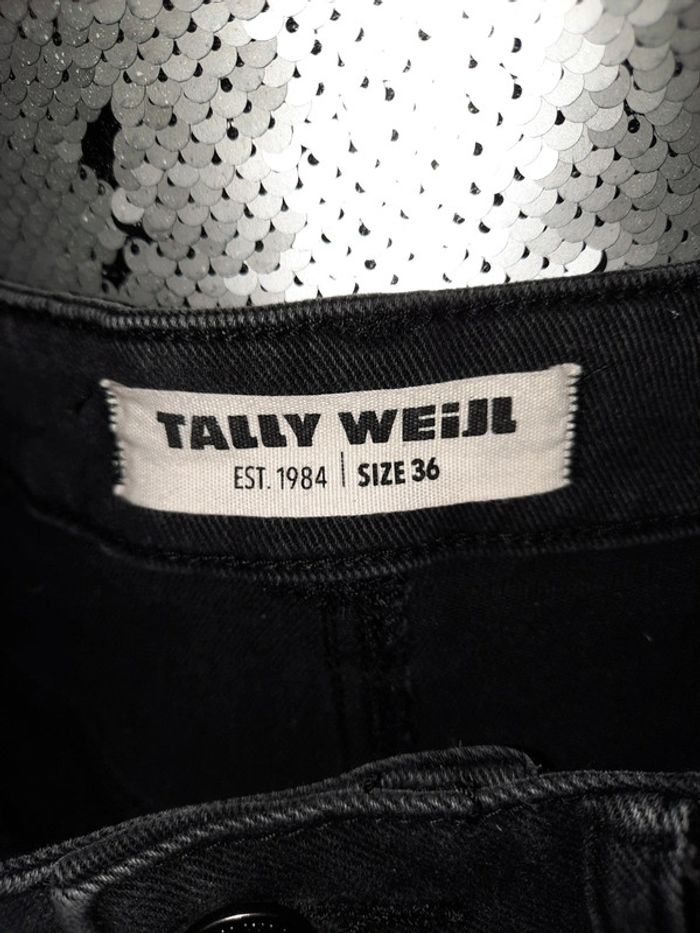 TALLY WEiJL
EST. 1984 | SIZE 36